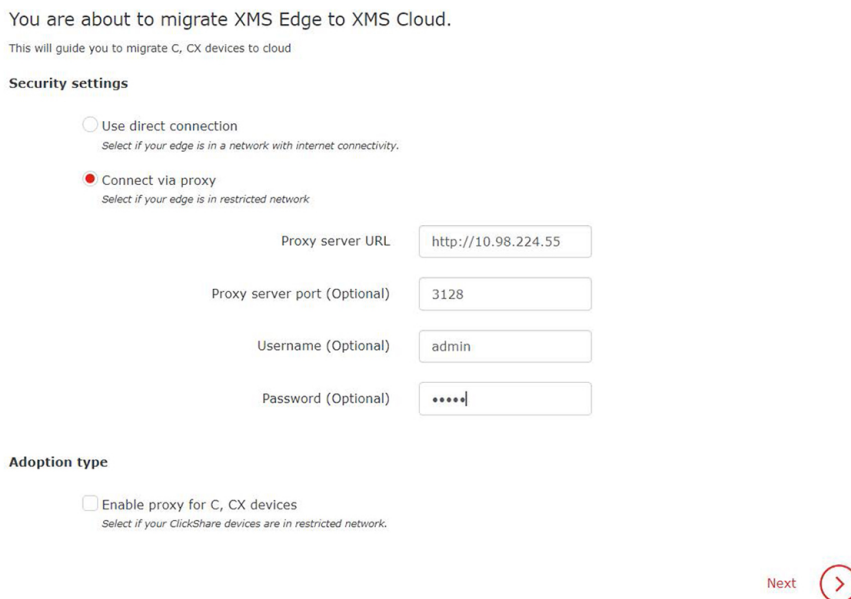 You are about to migrate XMS Edge to XMS Cloud.
This will guide you to migrate C, CX devices to cloud
Security settings
Use direct connection
Select if your edge is in a network with internet connectivity.
Connect via proxy
Select if your edge is in restricted network
Proxy server URL http://10.98.224.55
Proxy server port (Optional) 3128
Username (Optional) admin
Password (Optional) •••••
Adoption type
Enable proxy for C, CX devices
Select if your ClickShare devices are in restricted network.
Next